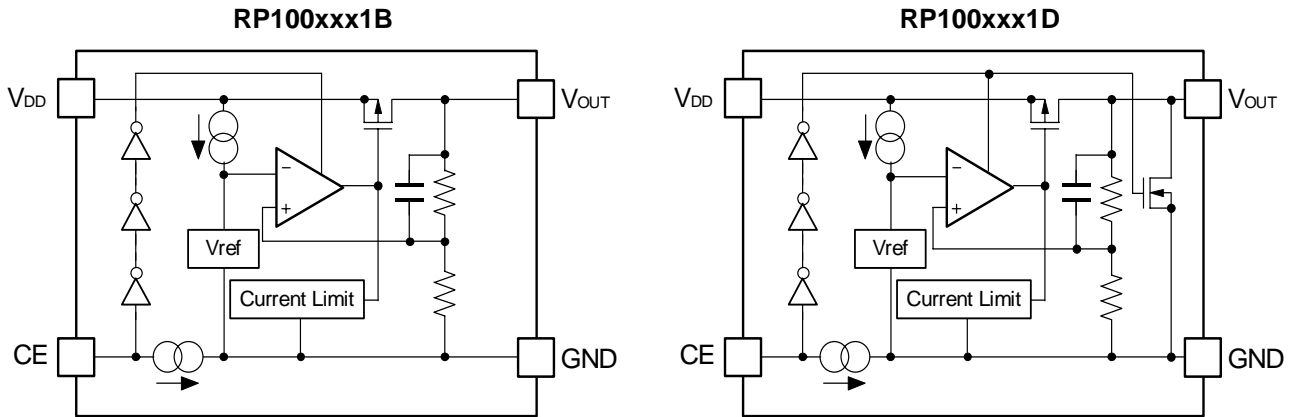 RP100xxx1B
VDD
VOUT
−
+
Vref
Current Limit
CE
GND
RP100xxx1D
VDD
VOUT
−
+
Vref
Current Limit
CE
GND